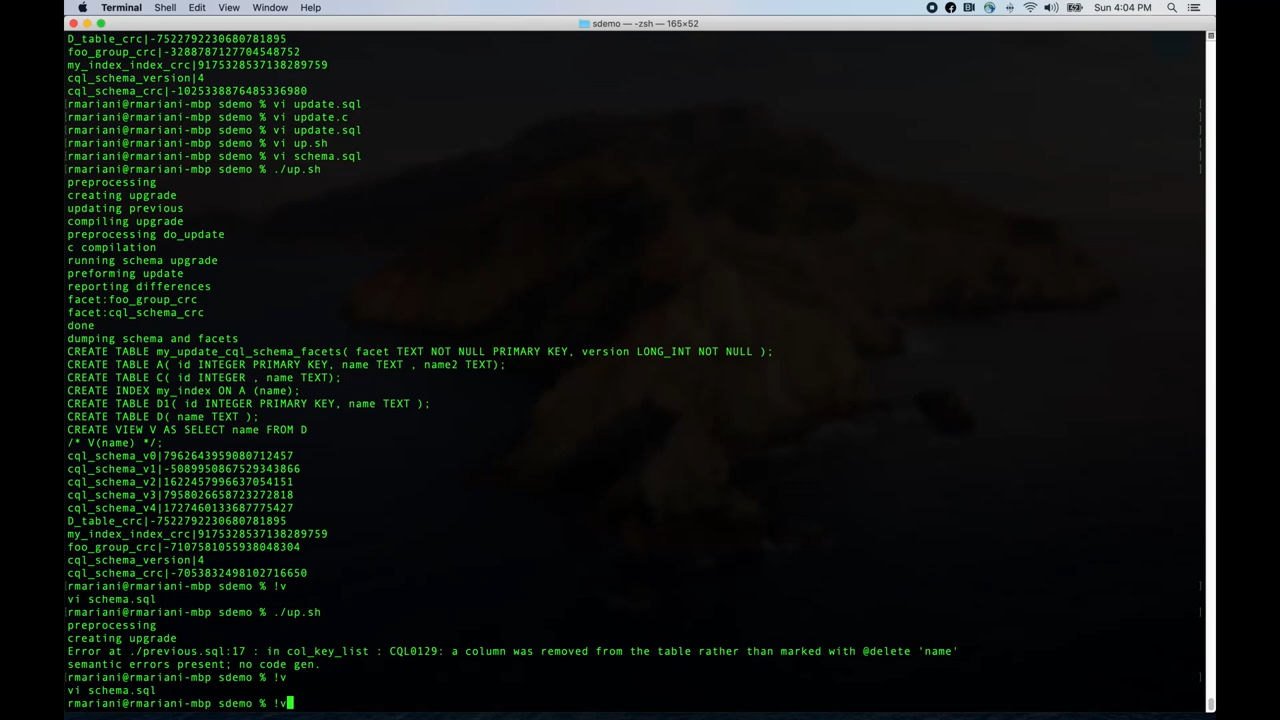 Terminal Shell Edit View Window Help Sun 4:04 PM
sdemo — -zsh — 165×52
D_table_crc|-7522792230680781895
foo_group_crc|-3288787127704548752
my_index_index_crc|9175328537138289759
cql_schema_version|4
cql_schema_crc|-1025338876485336980
rmariani@rmariani-mbp sdemo % vi update.sql
rmariani@rmariani-mbp sdemo % vi update.c
rmariani@rmariani-mbp sdemo % vi update.sql
rmariani@rmariani-mbp sdemo % vi up.sh
rmariani@rmariani-mbp sdemo % vi schema.sql
rmariani@rmariani-mbp sdemo % ./up.sh
preprocessing
creating upgrade
updating previous
compiling upgrade
preprocessing do_update
c compilation
running schema upgrade
preforming update
reporting differences
facet:foo_group_crc
facet:cql_schema_crc
done
dumping schema and facets
CREATE TABLE my_update_cql_schema_facets( facet TEXT NOT NULL PRIMARY KEY, version LONG_INT NOT NULL );
CREATE TABLE A( id INTEGER PRIMARY KEY, name TEXT , name2 TEXT);
CREATE TABLE C( id INTEGER , name TEXT);
CREATE INDEX my_index ON A (name);
CREATE TABLE D1( id INTEGER PRIMARY KEY, name TEXT );
CREATE TABLE D( name TEXT );
CREATE VIEW V AS SELECT name FROM D
/* V(name) */;
cql_schema_v0|7962643959080712457
cql_schema_v1|-5089950867529343866
cql_schema_v2|1622457996637054151
cql_schema_v3|7958026658723272818
cql_schema_v4|1727460133687775427
D_table_crc|-7522792230680781895
my_index_index_crc|9175328537138289759
foo_group_crc|-7107581055938048304
cql_schema_version|4
cql_schema_crc|-7053832498102716650
rmariani@rmariani-mbp sdemo % !v
vi schema.sql
rmariani@rmariani-mbp sdemo % ./up.sh
preprocessing
creating upgrade
Error at ./previous.sql:17 : in col_key_list : CQL0129: a column was removed from the table rather than marked with @delete 'name'
semantic errors present; no code gen.
rmariani@rmariani-mbp sdemo % !v
vi schema.sql
rmariani@rmariani-mbp sdemo % !v